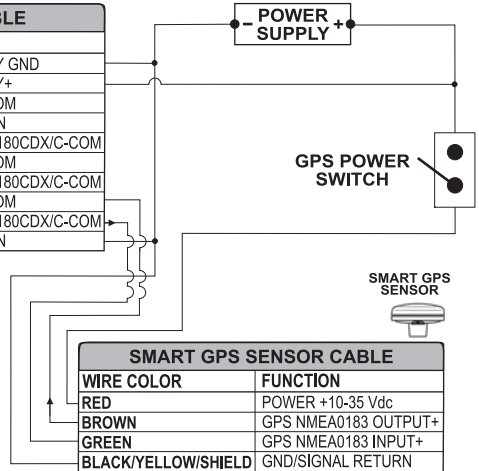 POWER
- SUPPLY +
BLE
Y GND
Y+
OM
N
180CDX/C-COM
OM
180CDX/C-COM
OM
180CDX/C-COM
N
GPS POWER
SWITCH
SMART GPS
SENSOR
SMART GPS SENSOR CABLE
WIRE COLOR FUNCTION
RED POWER +10-35 Vdc
BROWN GPS NMEA0183 OUTPUT+
GREEN GPS NMEA0183 INPUT+
BLACK/YELLOW/SHIELD GND/SIGNAL RETURN